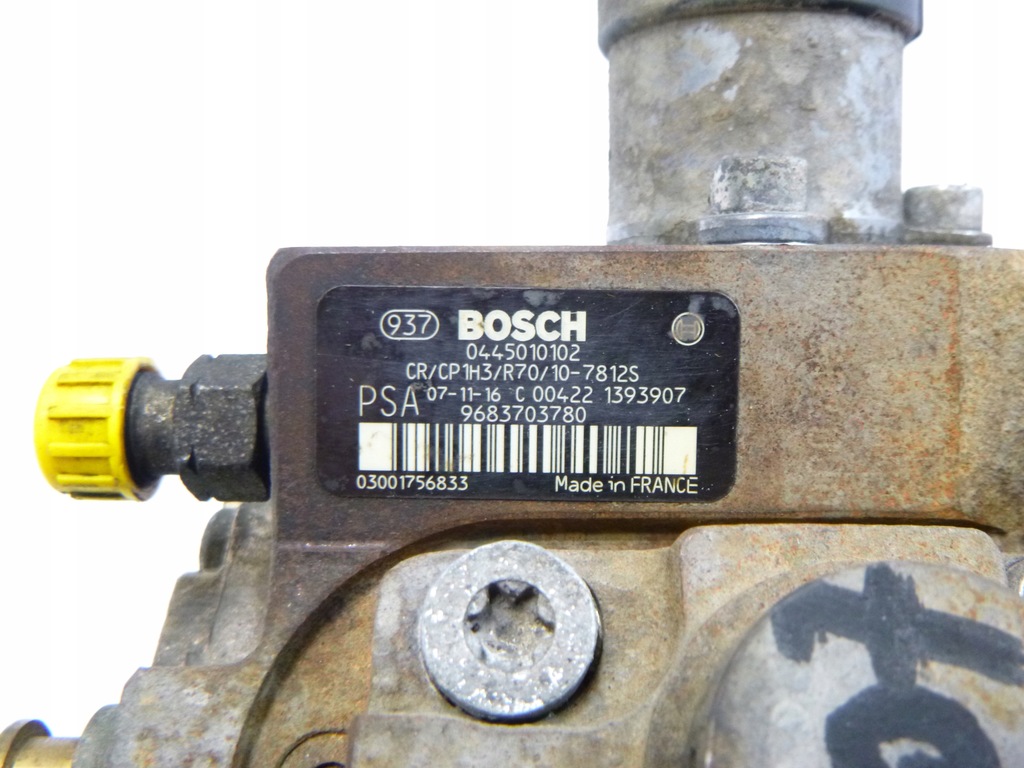 937 BOSCH
0445010102
CR/CP1H3/R70/10-7812S
PSA 07-11-16 C 00422 1393907
9683703780
03001756833 Made in FRANCE